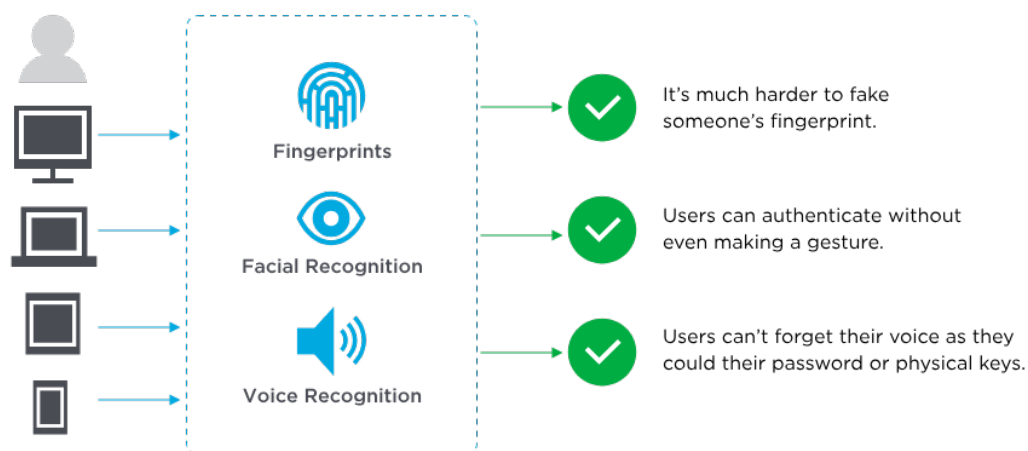 Fingerprints
It's much harder to fake
someone's fingerprint.
Facial Recognition
Users can authenticate without
even making a gesture.
Voice Recognition
Users can't forget their voice as they
could their password or physical keys.